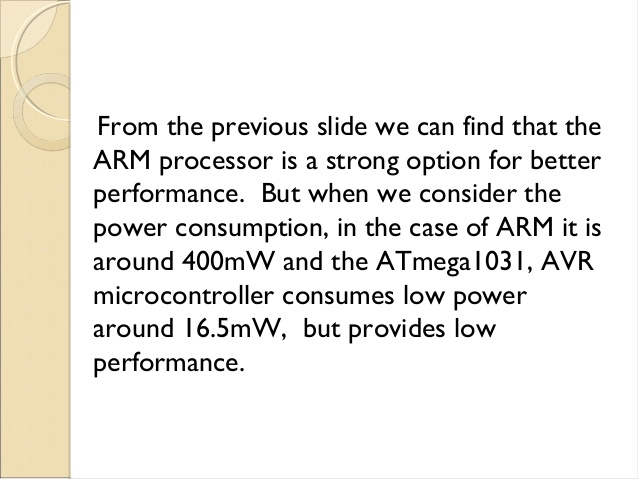 From the previous slide we can find that the
ARM processor is a strong option for better
performance.  But when we consider the
power consumption, in the case of ARM it is
around 400mW and the ATmega1031, AVR
microcontroller consumes low power
around 16.5mW,  but provides low
performance.